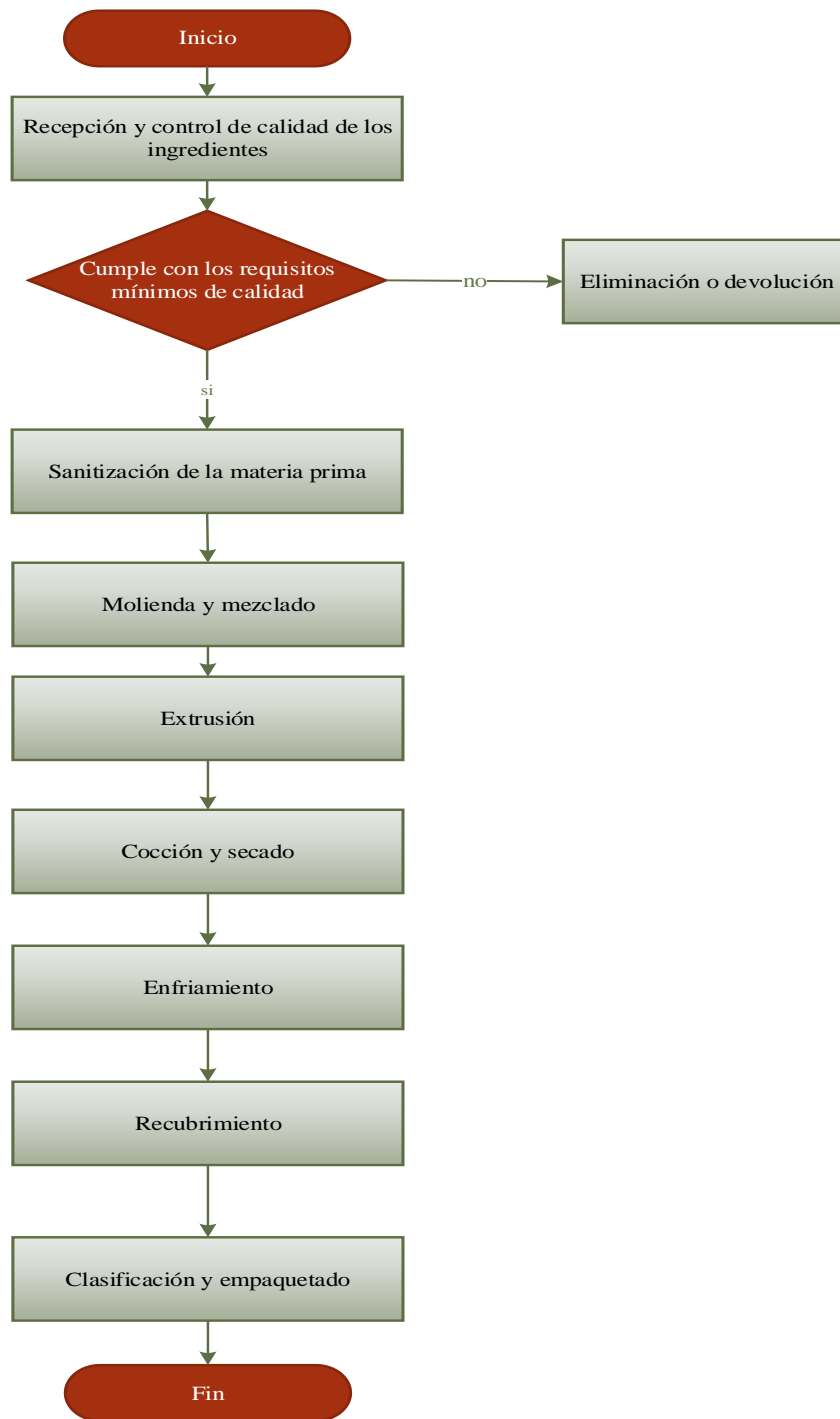 Inicio
Recepción y control de calidad de los
ingredientes
Cumple con los requisitos
mínimos de calidad
no
Eliminación o devolución
si
Sanitización de la materia prima
Molienda y mezclado
Extrusión
Cocción y secado
Enfriamiento
Recubrimiento
Clasificación y empaquetado
Fin